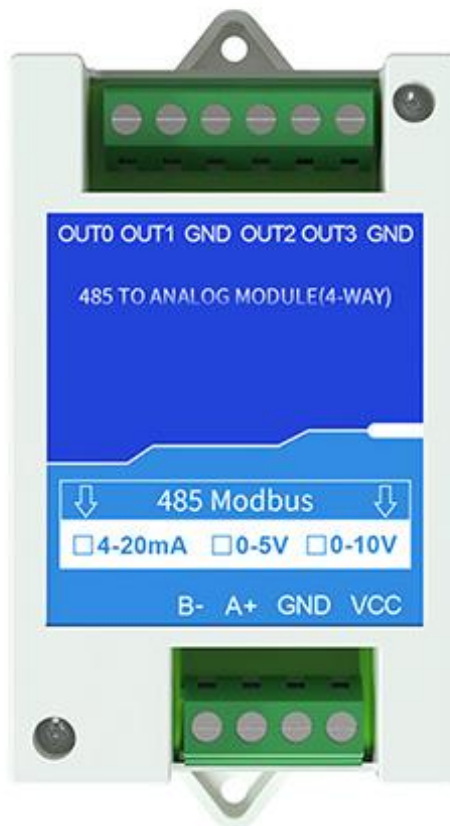 OUT0 OUT1 GND OUT2 OUT3 GND
485 TO ANALOG MODULE(4-WAY)
485 Modbus
4-20mA 0-5V 0-10V
B- A+ GND VCC